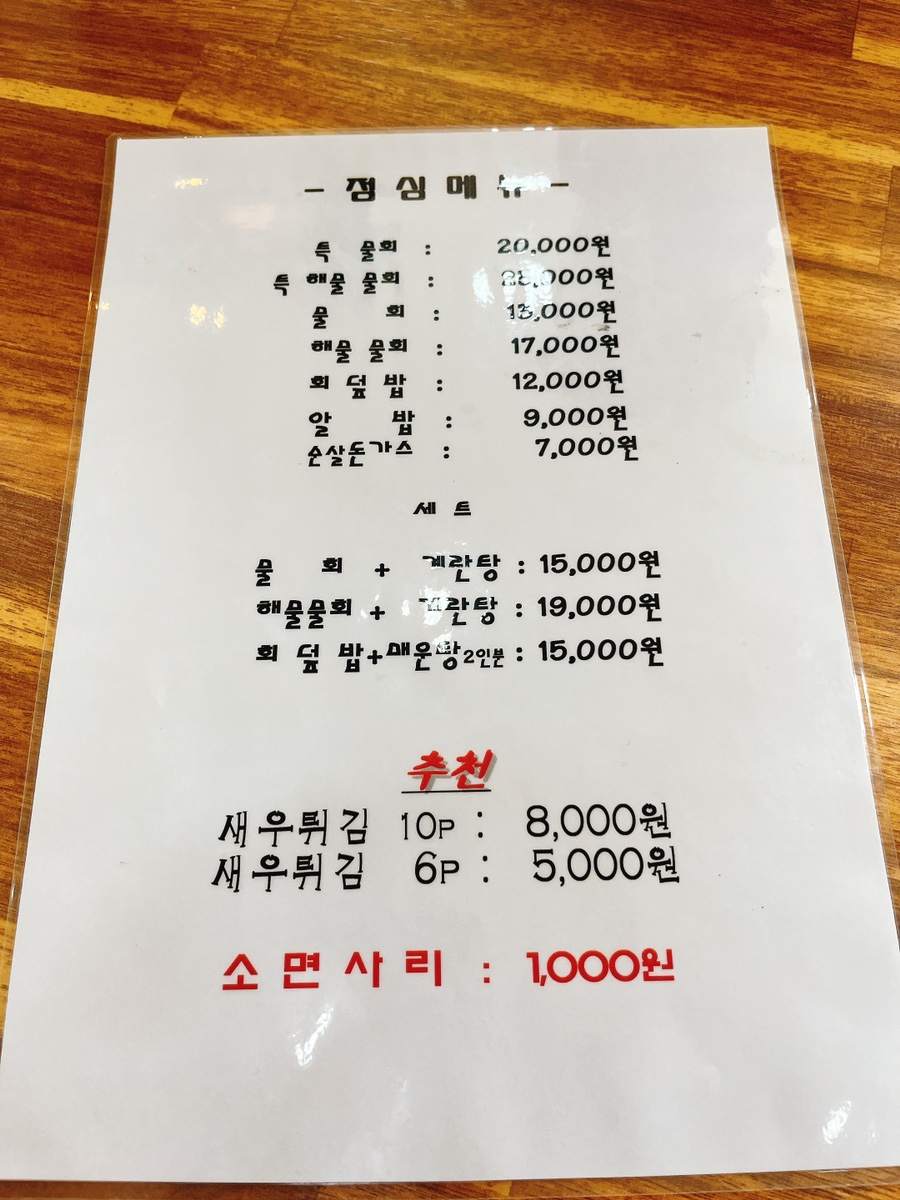 - 점심메뉴 -
특 물회 : 20,000원
특 해물 물회 :
물 회 : 13,000원
해물 물회 : 17,000원
회 덮 밥 : 12,000원
알 밥 : 9,000원
순살돈가스 : 7,000원
세 트
물 회 + 계란탕 : 15,000원
해물물회 + 계란탕 : 19,000원
회 덮 밥+매운탕2인분 : 15,000원
추천
새우튀김 10P : 8,000원
새우튀김 6P : 5,000원
소면사리 : 1,000원